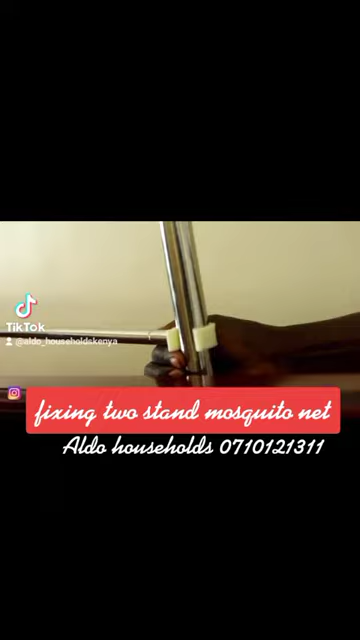 TikTok
@aldo_householdskenya
fixing two stand mosquito net
Aldo households 0710121311